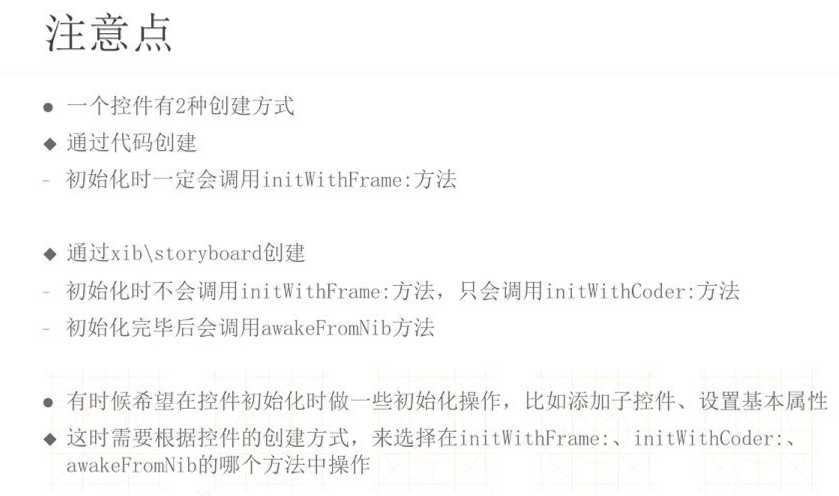 注意点
● 一个控件有2种创建方式
◆ 通过代码创建
- 初始化时一定会调用initWithFrame:方法
◆ 通过xib\storyboard创建
- 初始化时不会调用initWithFrame:方法，只会调用initWithCoder:方法
- 初始化完毕后会调用awakeFromNib方法
● 有时候希望在控件初始化时做一些初始化操作，比如添加子控件、设置基本属性
◆ 这时需要根据控件的创建方式，来选择在initWithFrame:、initWithCoder:、
awakeFromNib的哪个方法中操作